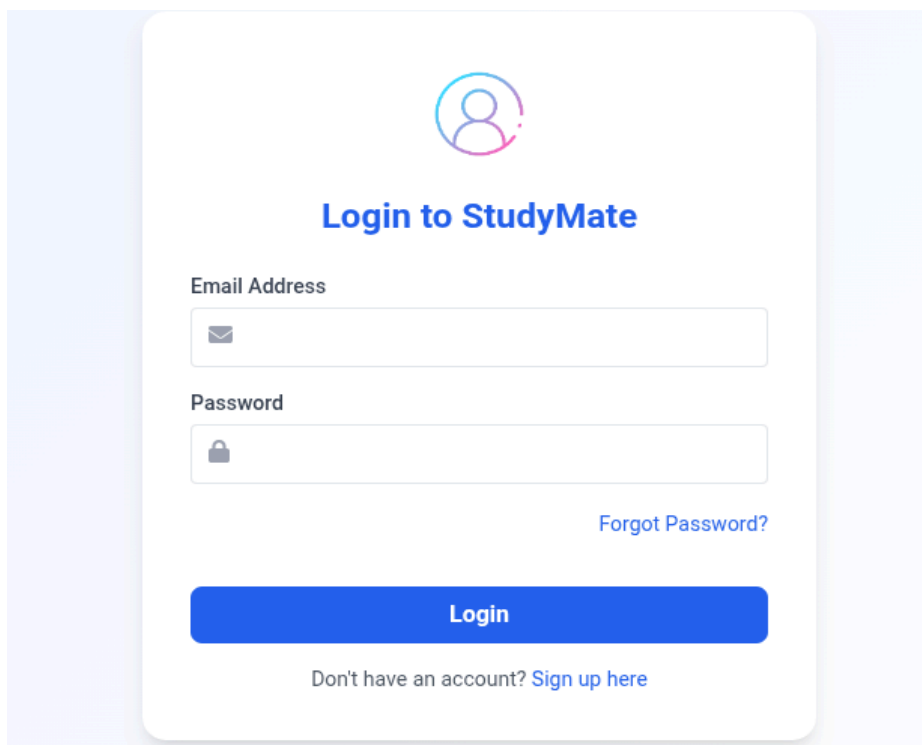 Login to StudyMate
Email Address
Password
Forgot Password?
Login
Don't have an account? Sign up here